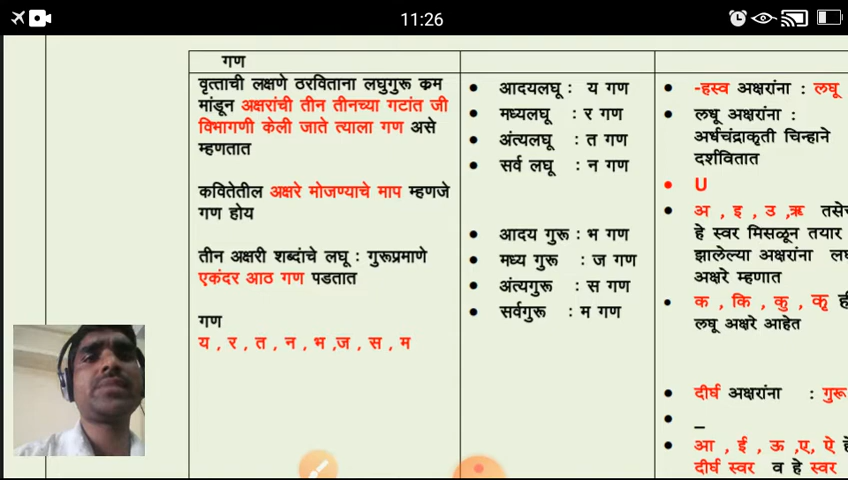 11:26
गण
वृत्ताची लक्षणे ठरविताना लघुगुरू क्रम
मांडून अक्षरांची तीन तीनच्या गटांत जी
विभागणी केली जाते त्याला गण असे
म्हणतात
कवितेतील अक्षरे मोजण्याचे माप म्हणजे
गण होय
तीन अक्षरी शब्दांचे लघू : गुरूप्रमाणे
एकंदर आठ गण पडतात
गण
य , र , त , न , भ ,ज , स , म
आदयलघु : य गण
मध्यलघू : र गण
अंत्यलघू : त गण
सर्व लघू : न गण
आदय गुरू : भ गण
मध्य गुरू : ज गण
अंत्यगुरू : स गण
सर्वगुरू : म गण
-हस्व अक्षरांना : लघू
लघू अक्षरांना :
अर्धचंद्राकृती चिन्हाने
दर्शवितात
U
अ , इ , उ ,ऋ तसेच
हे स्वर मिसळून तयार
झालेल्या अक्षरांना लघ
अक्षरे म्हणात
क , कि , कु , कृ ही
लघू अक्षरे आहेत
दीर्घ अक्षरांना : गुरू
_
आ , ई , ऊ ,ए, ऐ हे
दीर्घ स्वर व हे स्वर